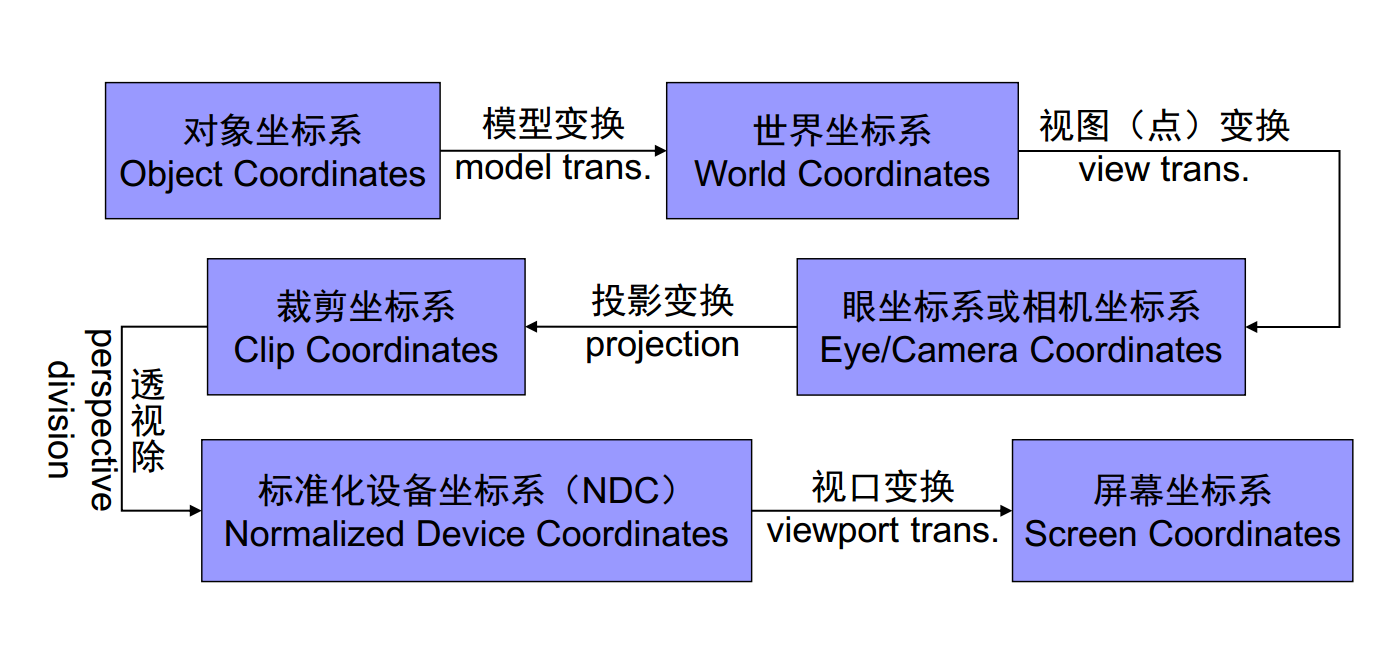 对象坐标系
Object Coordinates
模型变换
model trans.
世界坐标系
World Coordinates
视图（点）变换
view trans.
眼坐标系或相机坐标系
Eye/Camera Coordinates
投影变换
projection
裁剪坐标系
Clip Coordinates
透视除
perspective
division
标准化设备坐标系（NDC）
Normalized Device Coordinates
视口变换
viewport trans.
屏幕坐标系
Screen Coordinates